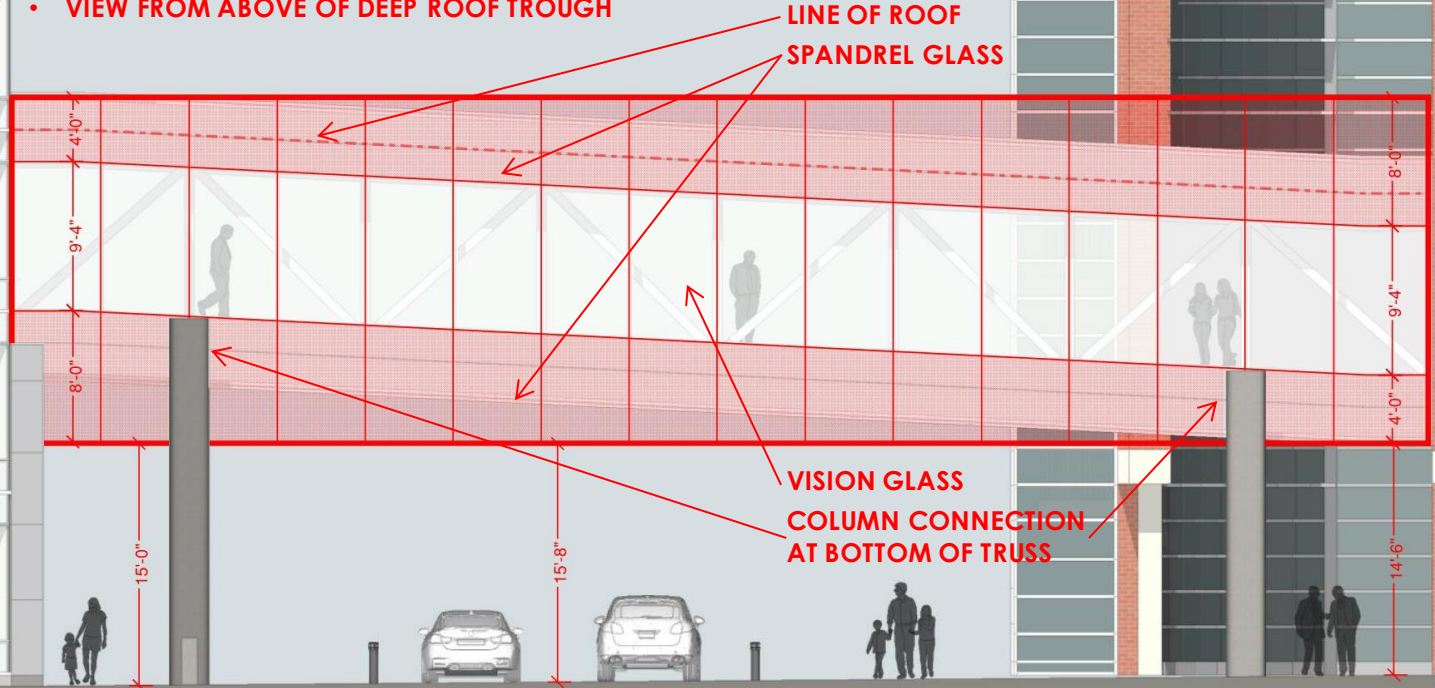 • VIEW FROM ABOVE OF DEEP ROOF TROUGH
LINE OF ROOF
SPANDREL GLASS
4'-0"
8'-0"
9'-4"
9'-4"
8'-0"
4'-0"
VISION GLASS
COLUMN CONNECTION
AT BOTTOM OF TRUSS
15'-0"
15'-8"
14'-6"